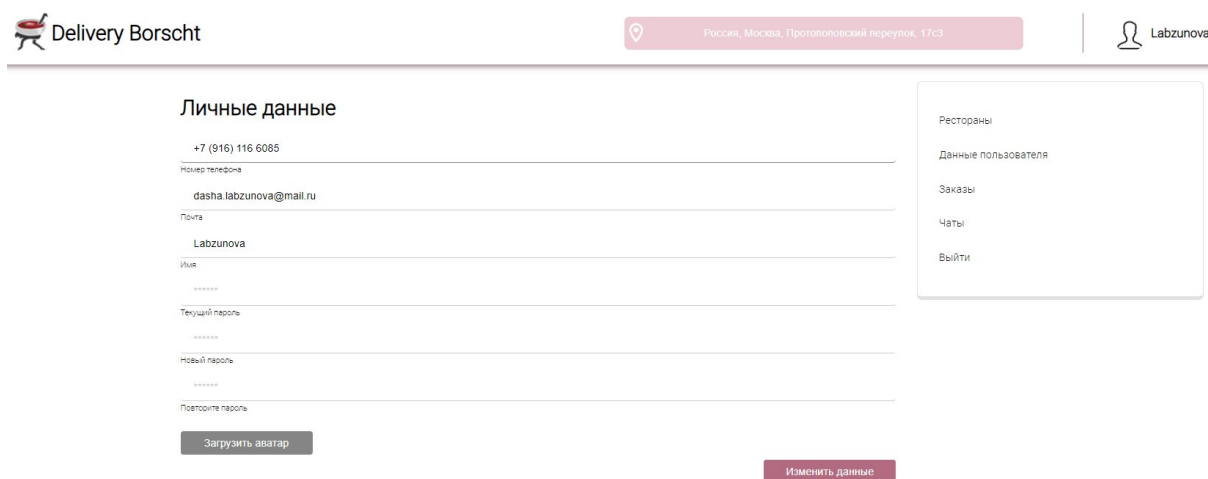 Delivery Borscht
Россия, Москва, Протопоповский переулок, 17с3
Labzunova
Личные данные
+7 (916) 116 6085
Номер телефона
dasha.labzunova@mail.ru
Почта
Labzunova
Имя
******
Текущий пароль
******
Новый пароль
******
Повторите пароль
Загрузить аватар
Изменить данные
Рестораны
Данные пользователя
Заказы
Чаты
Выйти